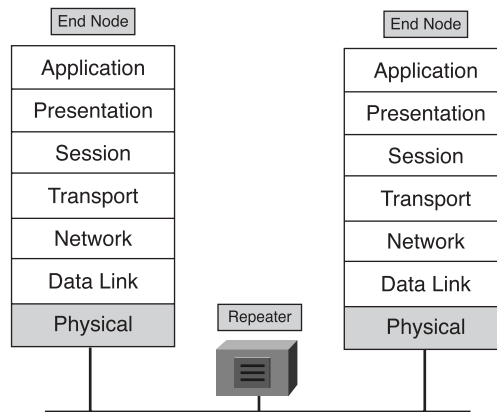 End Node
Application
Presentation
Session
Transport
Network
Data Link
Physical
Repeater
End Node
Application
Presentation
Session
Transport
Network
Data Link
Physical